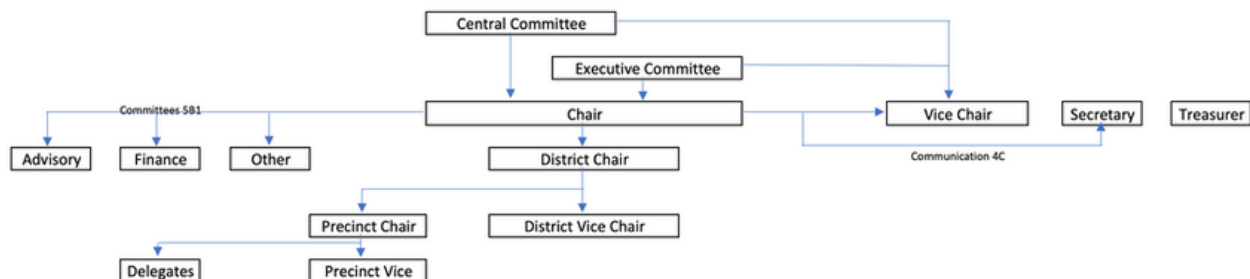 Central Committee
Executive Committee
Committees 5B1
Chair
Vice Chair
Secretary
Treasurer
Advisory
Finance
Other
District Chair
Communication 4C
Precinct Chair
District Vice Chair
Delegates
Precinct Vice